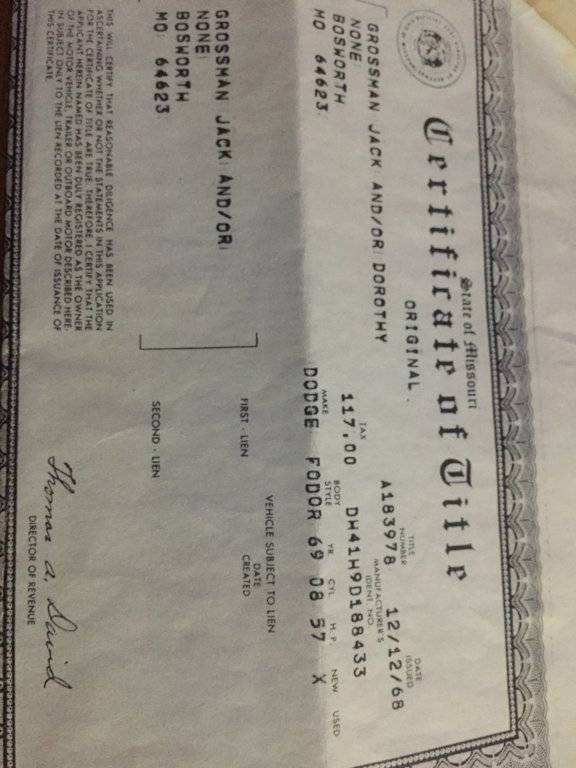 State of Missouri
Certificate of Title
ORIGINAL
TITLE NUMBER DATE ISSUED
A183978 12/12/68
GROSSMAN JACK AND/OR DOROTHY
NONE
BOSWORTH
MO 64623
TAX MANUFACTURER'S IDENT NO.
117.00 DH41H9D188433
MAKE BODY STYLE YR. CYL. H.P. NEW USED
DODGE FODOR 69 08 57 X
VEHICLE SUBJECT TO LIEN
DATE CREATED
GROSSMAN JACK AND/OR
NONE
BOSWORTH
MO 64623
FIRST - LIEN
SECOND - LIEN
THIS WILL CERTIFY THAT REASONABLE DILIGENCE HAS BEEN USED IN
ASCERTAINING WHETHER OR NOT THE STATEMENTS IN THIS APPLICATION
FOR THE CERTIFICATE OF TITLE ARE TRUE. THEREFORE, I CERTIFY THAT THE
APPLICANT HEREIN NAMED HAS BEEN DULY REGISTERED AS THE OWNER
OF THE MOTOR VEHICLE, TRAILER OR OUTBOARD MOTOR DESCRIBED HERE-
IN SUBJECT ONLY TO THE LIEN RECORDED AT THE DATE OF ISSUANCE OF
THIS CERTIFICATE.
Thomas A. David
DIRECTOR OF REVENUE